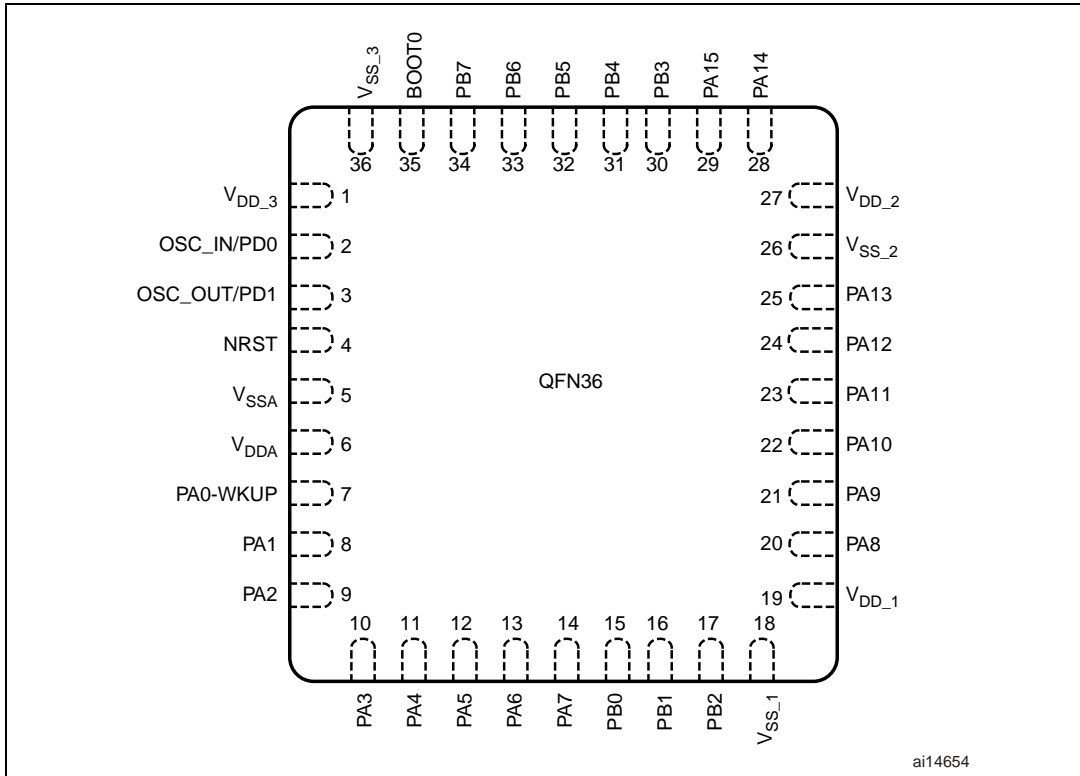 VSS_3
BOOT0
PB7
PB6
PB5
PB4
PB3
PA15
PA14
36
35
34
33
32
31
30
29
28
VDD_3 1
OSC_IN/PD0 2
OSC_OUT/PD1 3
NRST 4
VSSA 5
VDDA 6
PA0-WKUP 7
PA1 8
PA2 9
QFN36
27 VDD_2
26 VSS_2
25 PA13
24 PA12
23 PA11
22 PA10
21 PA9
20 PA8
19 VDD_1
10
11
12
13
14
15
16
17
18
PA3
PA4
PA5
PA6
PA7
PB0
PB1
PB2
VSS_1
ai14654